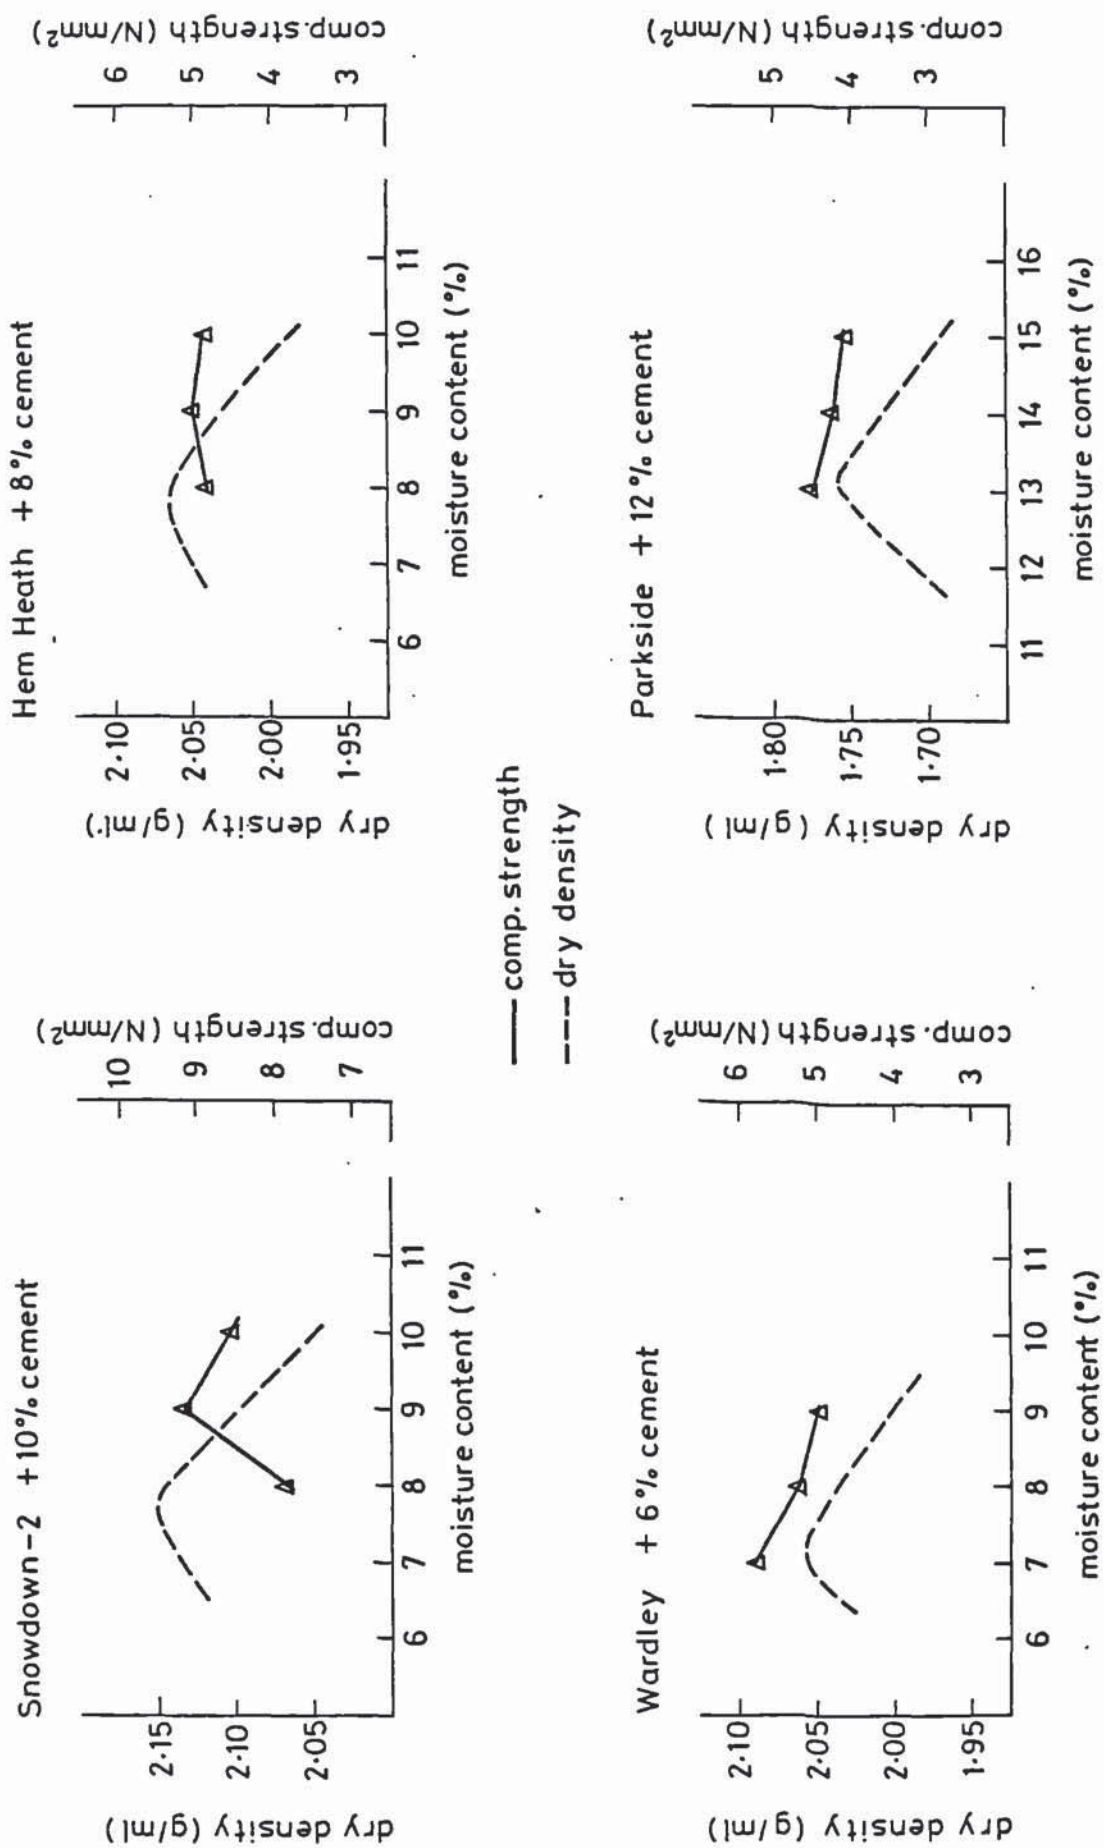 Snowdown-2 +10% cement
dry density (g/ml)
2·15
2·10
2·05
6 7 8 9 10 11
moisture content (%)
10
9
8
7
comp.strength (N/mm²)
Hem Heath +8% cement
dry density (g/ml)
2·10
2·05
2·00
1·95
6 7 8 9 10 11
moisture content (%)
6
5
4
3
comp.strength (N/mm²)
comp.strength
dry density
Wardley +6% cement
dry density (g/ml)
2·10
2·05
2·00
1·95
6 7 8 9 10 11
moisture content (%)
6
5
4
3
comp.strength (N/mm²)
Parkside +12% cement
dry density (g/ml)
1·80
1·75
1·70
11 12 13 14 15 16
moisture content (%)
5
4
3
comp.strength (N/mm²)